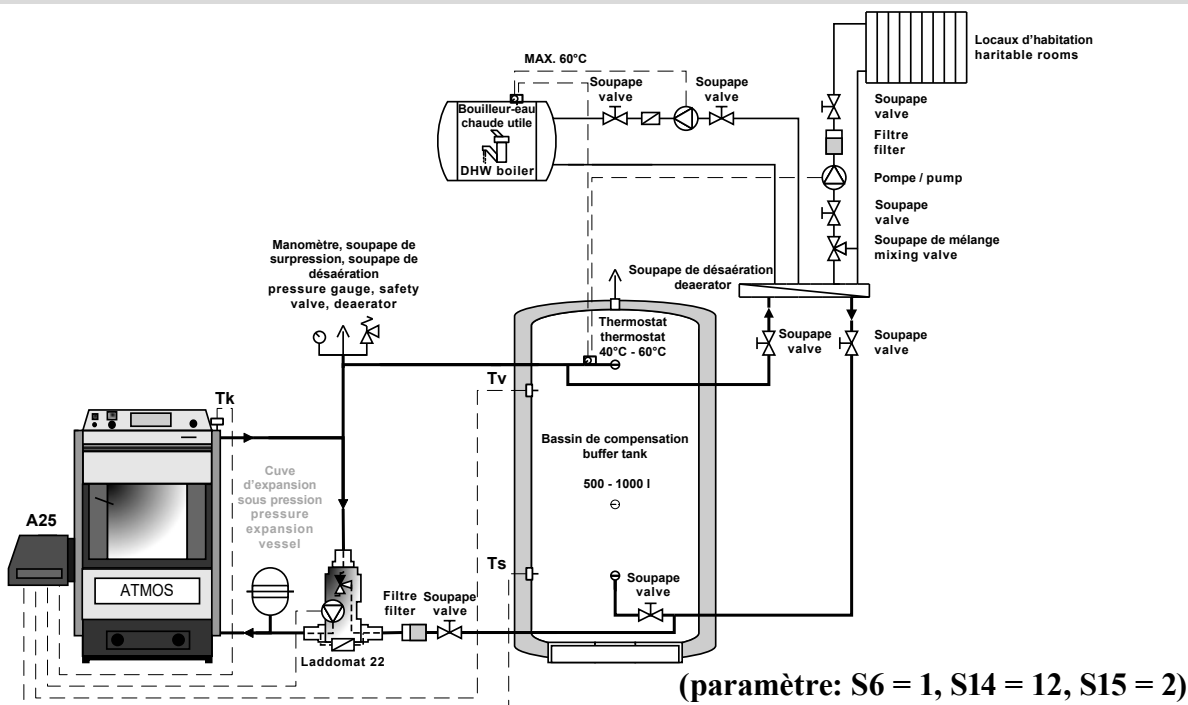 Locaux d'habitation
haritable rooms
MAX. 60°C
Soupape
valve
Soupape
valve
Bouilleur-eau
chaude utile
DHW boiler
Soupape
valve
Filtre
filter
Pompe / pump
Soupape
valve
Soupape de mélange
mixing valve
Manomètre, soupape de
surpression, soupape de
désaération
pressure gauge, safety
valve, deaerator
Soupape de désaération
deaerator
Thermostat
thermostat
40°C - 60°C
Soupape
valve
Soupape
valve
Tv
Tk
Bassin de compensation
buffer tank
500 - 1000 l
Cuve
d'expansion
sous pression
pressure
expansion
vessel
A25
ATMOS
Ts
Filtre
filter
Soupape
valve
Soupape
valve
Laddomat 22
(paramètre: S6 = 1, S14 = 12, S15 = 2)